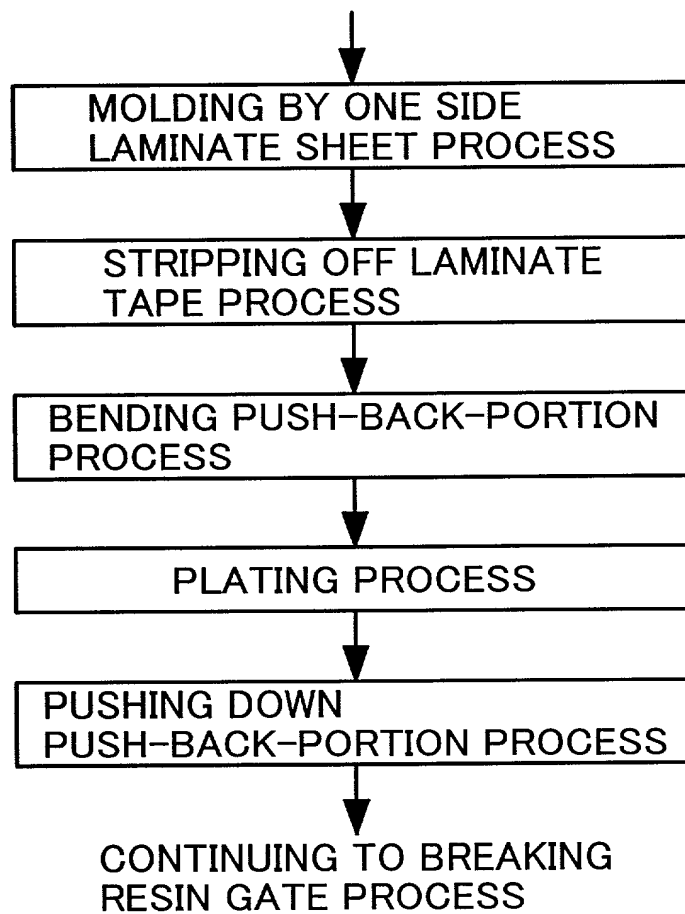 MOLDING BY ONE SIDE
LAMINATE SHEET PROCESS
STRIPPING OFF LAMINATE
TAPE PROCESS
BENDING PUSH-BACK-PORTION
PROCESS
PLATING PROCESS
PUSHING DOWN
PUSH-BACK-PORTION PROCESS
CONTINUING TO BREAKING
RESIN GATE PROCESS